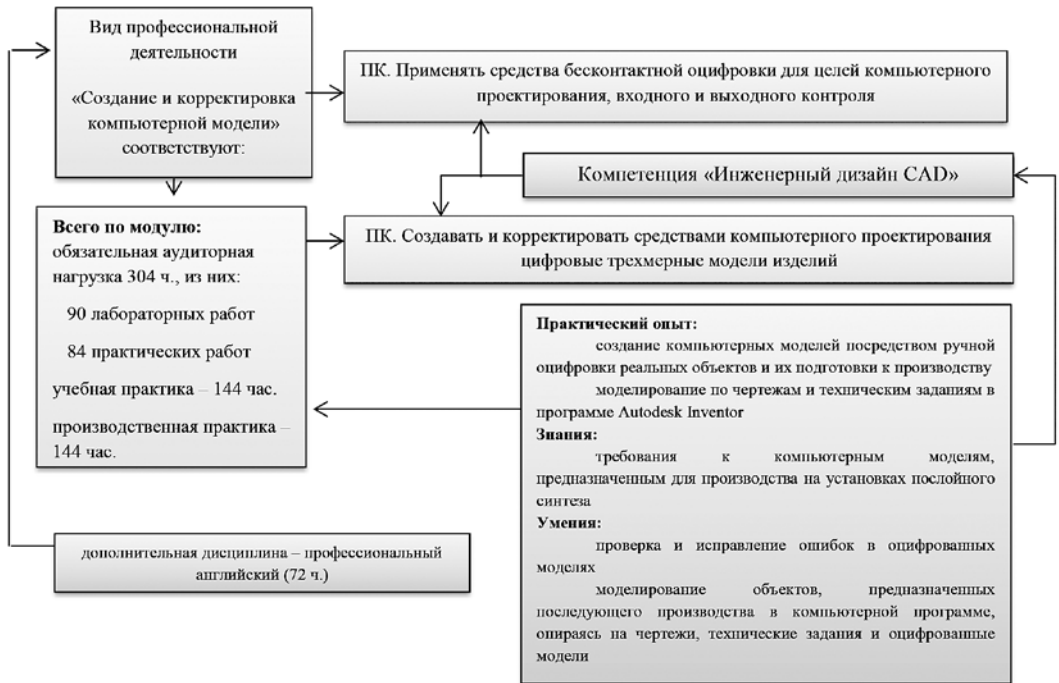 Вид профессиональной
деятельности
«Создание и корректировка
компьютерной модели»
соответствуют:
ПК. Применять средства бесконтактной оцифровки для целей компьютерного
проектирования, входного и выходного контроля
Компетенция «Инженерный дизайн CAD»
ПК. Создавать и корректировать средствами компьютерного проектирования
цифровые трехмерные модели изделий
Всего по модулю:
обязательная аудиторная
нагрузка 304 ч., из них:
90 лабораторных работ
84 практических работ
учебная практика – 144 час.
производственная практика –
144 час.
Практический опыт:
создание компьютерных моделей посредством ручной
оцифровки реальных объектов и их подготовки к производству
моделирование по чертежам и техническим заданиям в
программе Autodesk Inventor
Знания:
требования к компьютерным моделям,
предназначенным для производства на установках послойного
синтеза
Умения:
проверка и исправление ошибок в оцифрованных
моделях
моделирование объектов, предназначенных
последующего производства в компьютерной программе,
опираясь на чертежи, технические задания и оцифрованные
модели
дополнительная дисциплина – профессиональный
английский (72 ч.)